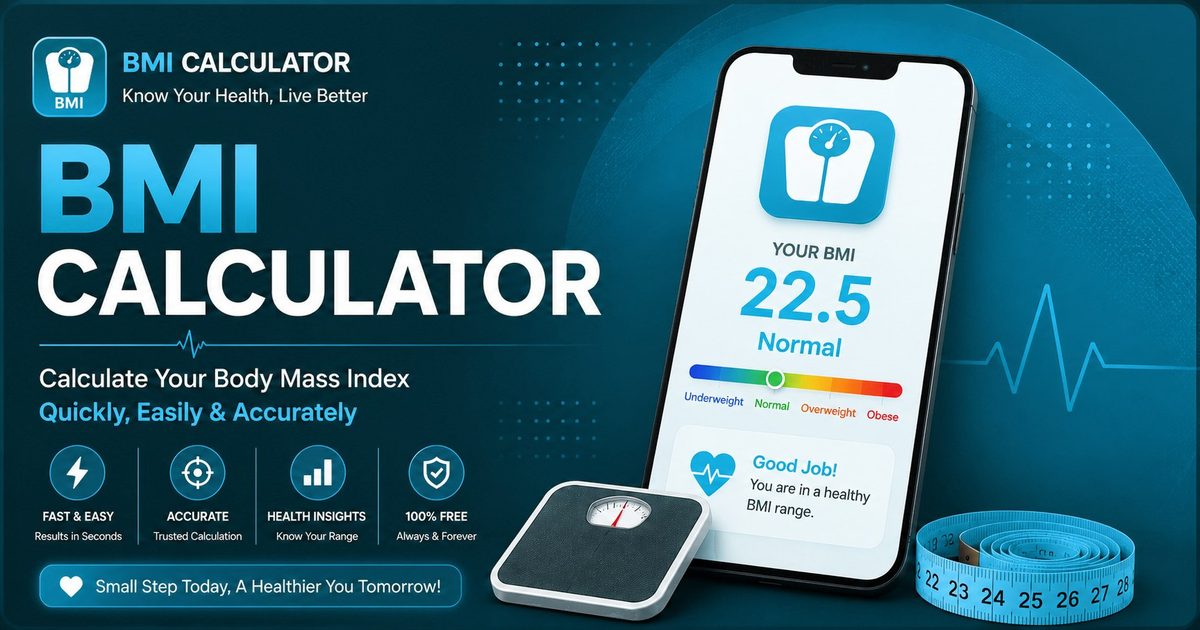 BMI
BMI CALCULATOR
Know Your Health, Live Better
BMI
CALCULATOR
Calculate Your Body Mass Index
Quickly, Easily & Accurately
FAST & EASY
Results in Seconds
ACCURATE
Trusted Calculation
HEALTH INSIGHTS
Know Your Range
100% FREE
Always & Forever
Small Step Today, A Healthier You Tomorrow!
YOUR BMI
22.5
Normal
Underweight Normal Overweight Obese
Good Job!
You are in a healthy
BMI range.
22 23 24 25 26 27 28